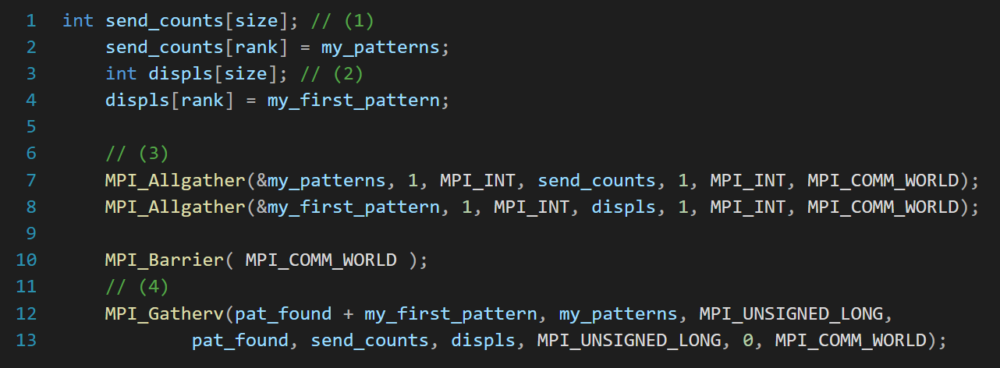 1 int send_counts[size]; // (1)
2 send_counts[rank] = my_patterns;
3 int displs[size]; // (2)
4 displs[rank] = my_first_pattern;
5
6 // (3)
7 MPI_Allgather(&my_patterns, 1, MPI_INT, send_counts, 1, MPI_INT, MPI_COMM_WORLD);
8 MPI_Allgather(&my_first_pattern, 1, MPI_INT, displs, 1, MPI_INT, MPI_COMM_WORLD);
9
10 MPI_Barrier( MPI_COMM_WORLD );
11 // (4)
12 MPI_Gatherv(pat_found + my_first_pattern, my_patterns, MPI_UNSIGNED_LONG,
13 pat_found, send_counts, displs, MPI_UNSIGNED_LONG, 0, MPI_COMM_WORLD);